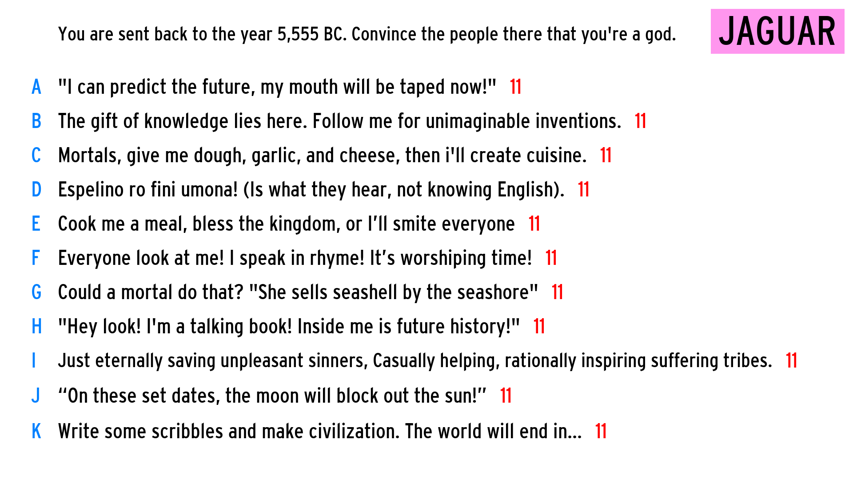 You are sent back to the year 5,555 BC. Convince the people there that you're a god.
JAGUAR
A "I can predict the future, my mouth will be taped now!" 11
B The gift of knowledge lies here. Follow me for unimaginable inventions. 11
C Mortals, give me dough, garlic, and cheese, then i'll create cuisine. 11
D Espelino ro fini umona! (Is what they hear, not knowing English). 11
E Cook me a meal, bless the kingdom, or I’ll smite everyone 11
F Everyone look at me! I speak in rhyme! It’s worshiping time! 11
G Could a mortal do that? "She sells seashell by the seashore" 11
H "Hey look! I'm a talking book! Inside me is future history!" 11
I Just eternally saving unpleasant sinners, Casually helping, rationally inspiring suffering tribes. 11
J “On these set dates, the moon will block out the sun!” 11
K Write some scribbles and make civilization. The world will end in... 11